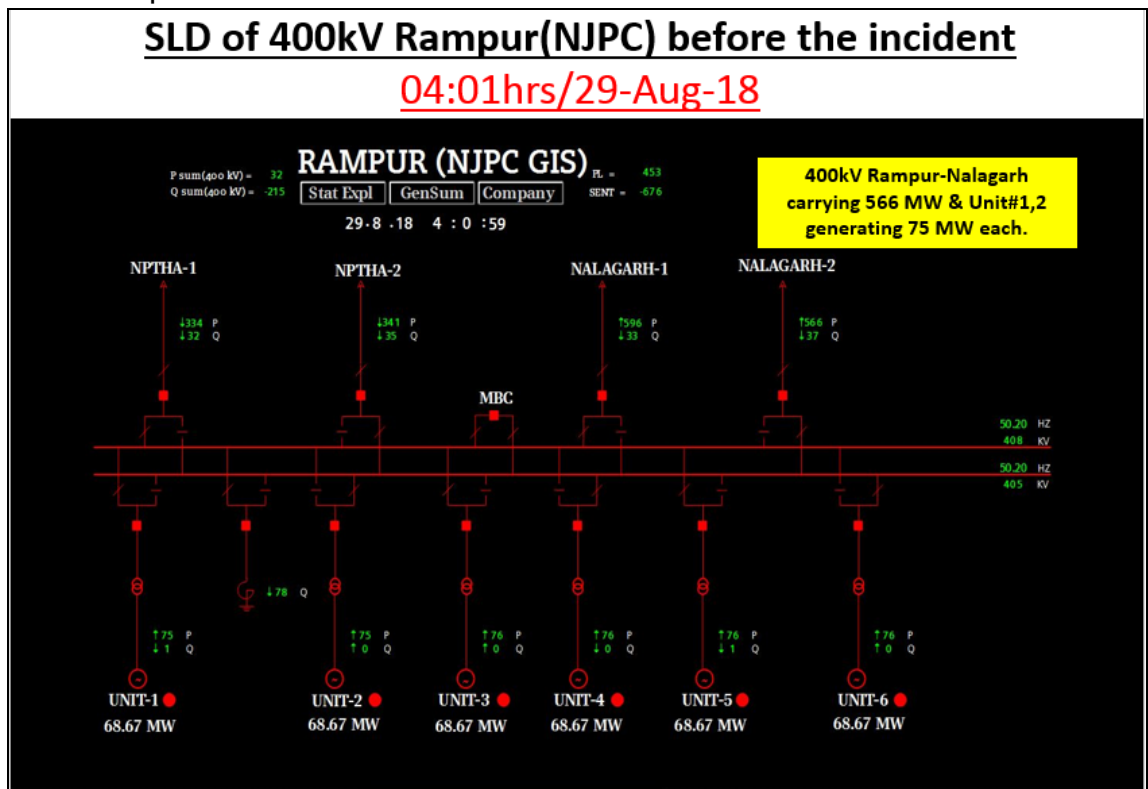 SLD of 400kV Rampur(NJPC) before the incident
04:01hrs/29-Aug-18
RAMPUR (NJPC GIS)
P sum(400 kV) = 32
Q sum(400 kV) = -215
Stat Expl GenSum Company
PL = 453
SENT = -676
29.8 .18 4 : 0 :59
400kV Rampur-Nalagarh
carrying 566 MW & Unit#1,2
generating 75 MW each.
NPTHA-1 NPTHA-2 NALAGARH-1 NALAGARH-2
↓334 P ↓341 P ↑596 P ↑566 P
↓32 Q ↓35 Q ↓33 Q ↓37 Q
MBC
50.20 HZ
408 KV
50.20 HZ
405 KV
↓78 Q
↑75 P ↑75 P ↑76 P ↑76 P ↑76 P ↑76 P
↓1 Q ↑0 Q ↑0 Q ↓0 Q ↓1 Q ↑0 Q
UNIT-1 UNIT-2 UNIT-3 UNIT-4 UNIT-5 UNIT-6
68.67 MW 68.67 MW 68.67 MW 68.67 MW 68.67 MW 68.67 MW